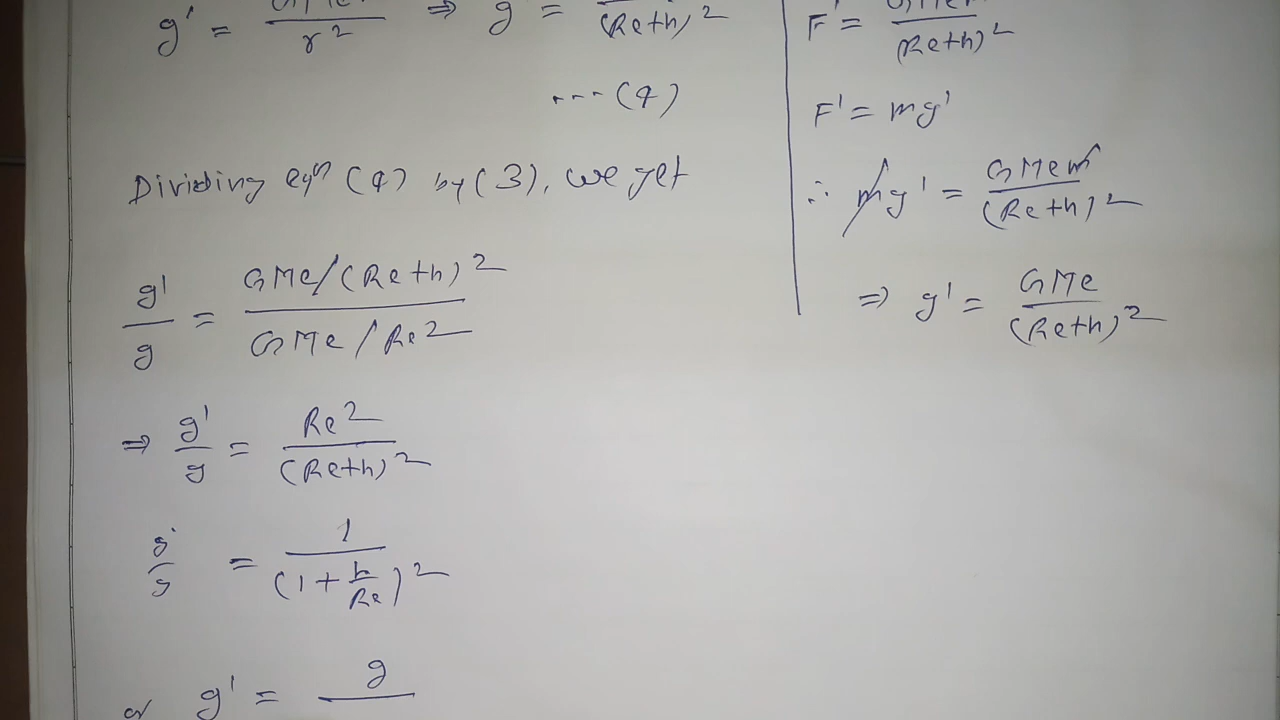 g' = GMe/r² ⇒ g' = /(Re+h)²
....(4)
Dividing eqn (4) by (3), we get
g'/g = GMe/(Re+h)² / GMe/Re²
⇒ g'/g = Re²/(Re+h)²
g'/g = 1/(1+h/Re)²
or g' = g
F' = GMem/(Re+h)²
F' = mg'
∴ mg' = GMem/(Re+h)²
⇒ g' = GMe/(Re+h)²